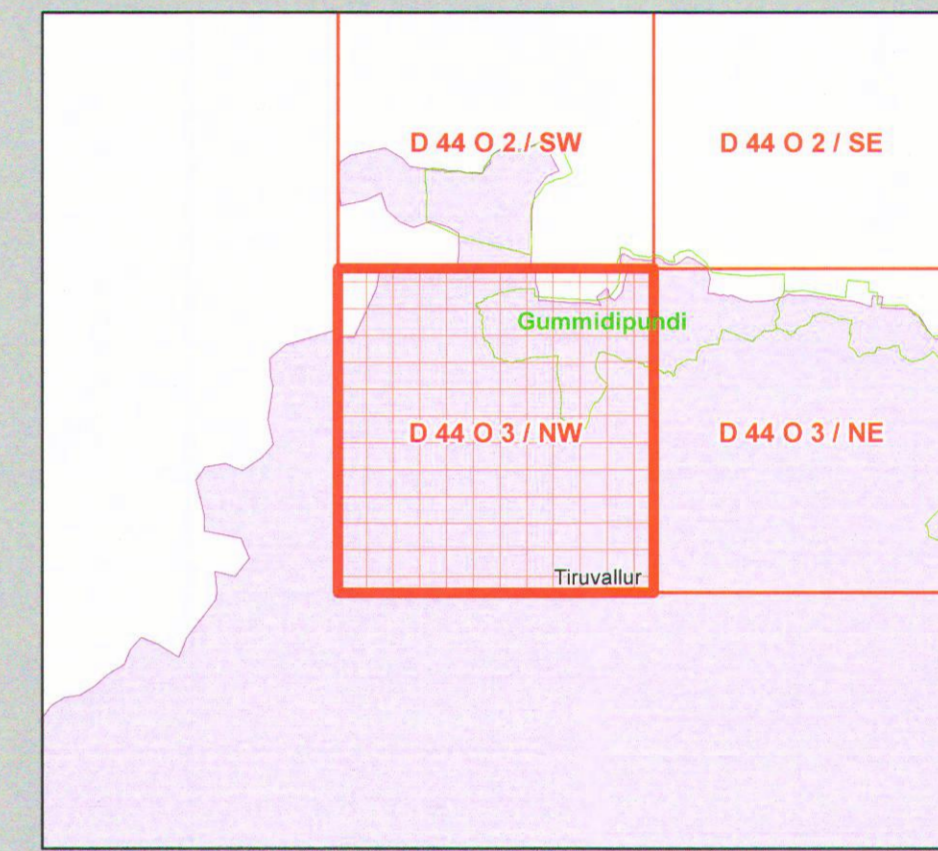 D 44 O 2 / SW
D 44 O 2 / SE
Gummidipundi
D 44 O 3 / NW
D 44 O 3 / NE
Tiruvallur